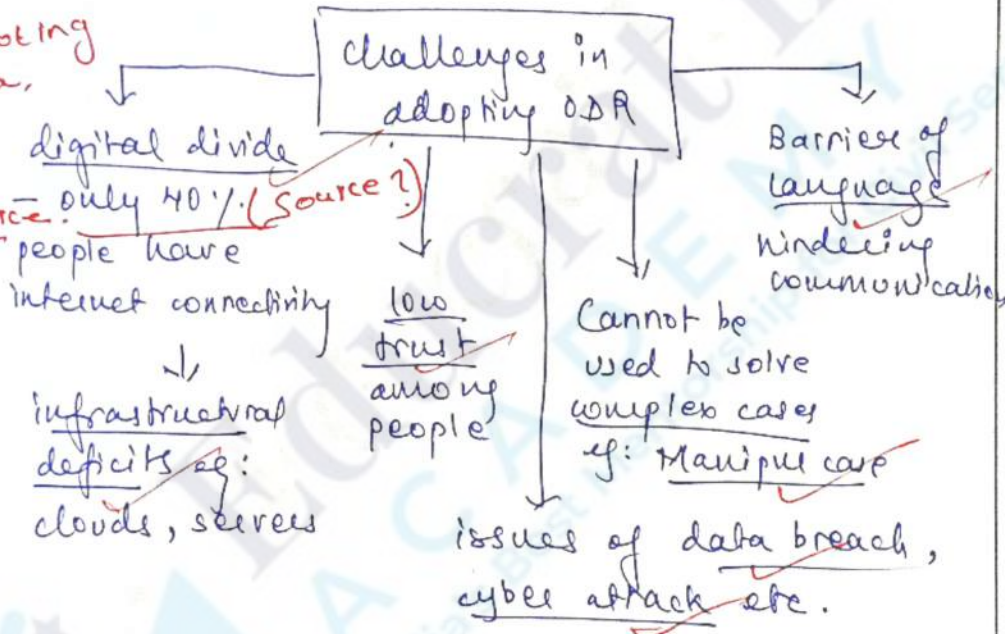 Challenges in
adopting ODR
digital divide
- only 40% (Source?)
people have
internet connectivity
infrastructural
deficits eg:
clouds, servers
low
trust
among
people
issues of data breach,
cyber attack etc.
Cannot be
used to solve
complex cases
eg: Manipur case
Barrier of
language
hindering
communication